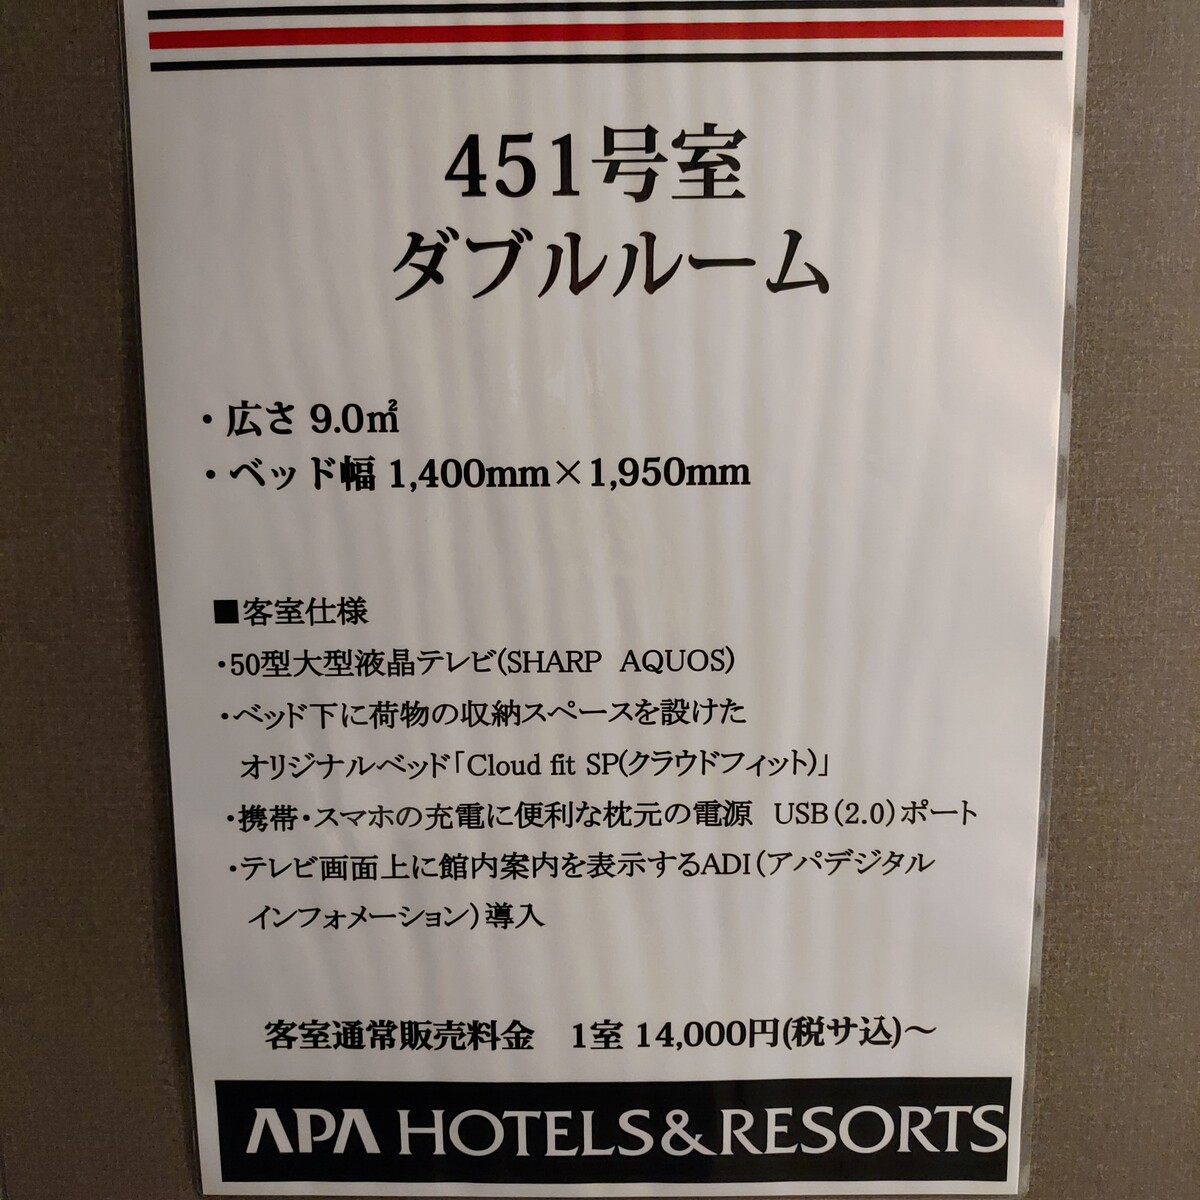 451号室
ダブルルーム
・広さ 9.0㎡
・ベッド幅 1,400mm×1,950mm
■客室仕様
・50型大型液晶テレビ(SHARP AQUOS)
・ベッド下に荷物の収納スペースを設けた
オリジナルベッド「Cloud fit SP(クラウドフィット)」
・携帯・スマホの充電に便利な枕元の電源 USB(2.0)ポート
・テレビ画面上に館内案内を表示するADI(アパデジタル
インフォメーション)導入
客室通常販売料金 1室 14,000円(税サ込)～
APA HOTELS&RESORTS